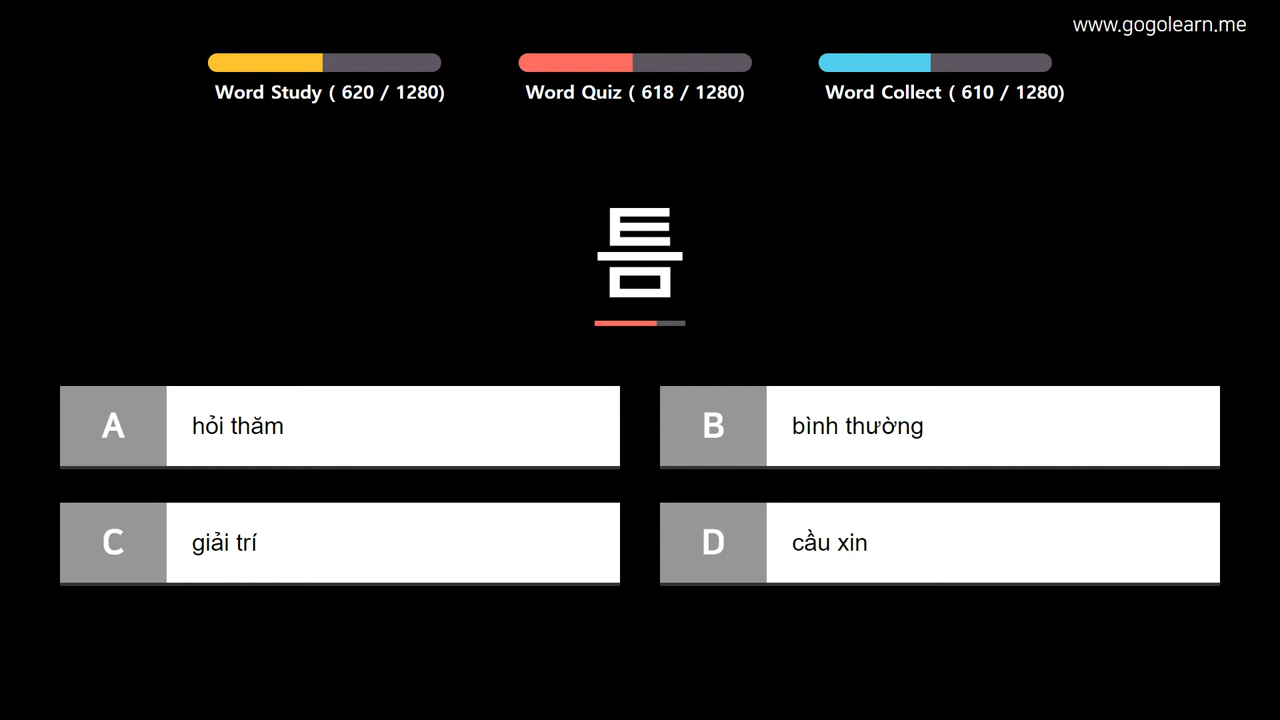 www.gogolearn.me
Word Study ( 620 / 1280)
Word Quiz ( 618 / 1280)
Word Collect ( 610 / 1280)
틈
A hỏi thăm
B bình thường
C giải trí
D cầu xin